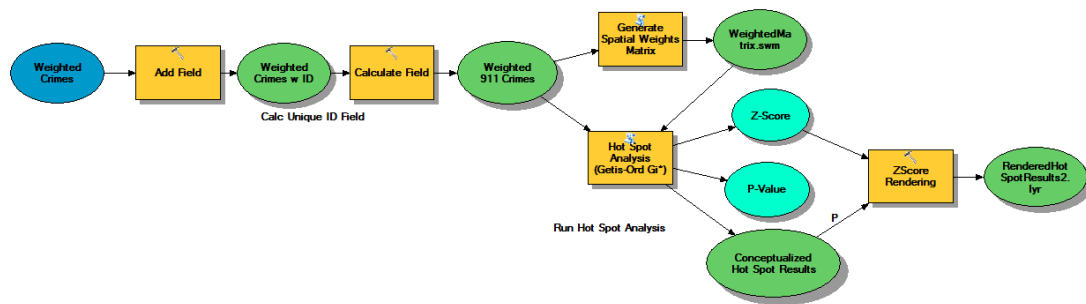 Weighted
Crimes
Add Field
Weighted
Crimes w ID
Calculate Field
Weighted
911 Crimes
Generate
Spatial Weights
Matrix
WeightedMa
trix.swm
Calc Unique ID Field
Hot Spot
Analysis
(Getis-Ord Gi*)
Z-Score
P-Value
ZScore
Rendering
RenderedHot
SpotResults2.
lyr
Run Hot Spot Analysis
P
Conceptualized
Hot Spot Results